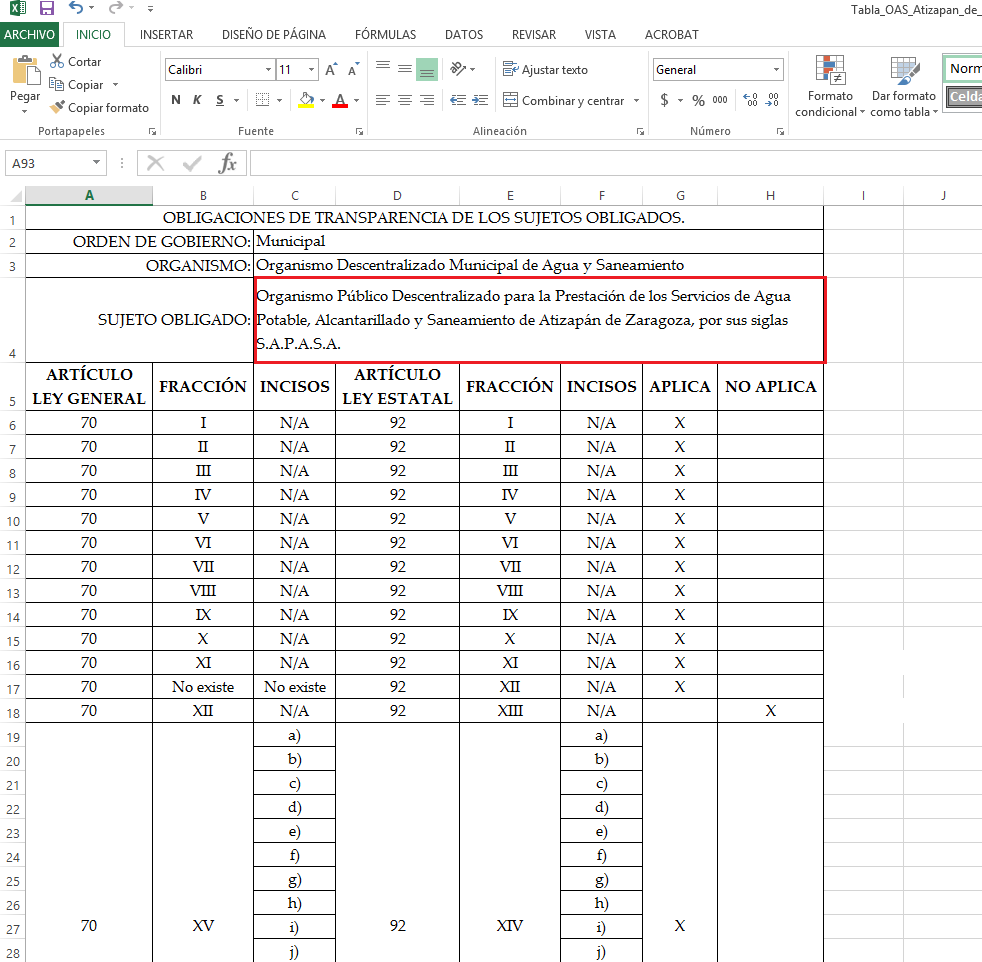 Tabla_OAS_Atizapan_de_
ARCHIVO INICIO INSERTAR DISEÑO DE PÁGINA FÓRMULAS DATOS REVISAR VISTA ACROBAT
Pegar
Cortar
Copiar
Copiar formato
Portapapeles
Calibri 11
N K S
Fuente
Ajustar texto
Combinar y centrar
Alineación
General
$ % 000
Número
Formato condicional
Dar formato como tabla
Norm
Celda
A93
fx
A B C D E F G H I J
1 OBLIGACIONES DE TRANSPARENCIA DE LOS SUJETOS OBLIGADOS.
2 ORDEN DE GOBIERNO: Municipal
3 ORGANISMO: Organismo Descentralizado Municipal de Agua y Saneamiento
4 SUJETO OBLIGADO: Organismo Público Descentralizado para la Prestación de los Servicios de Agua
Potable, Alcantarillado y Saneamiento de Atizapán de Zaragoza, por sus siglas
S.A.P.A.S.A.
5 ARTÍCULO LEY GENERAL FRACCIÓN INCISOS ARTÍCULO LEY ESTATAL FRACCIÓN INCISOS APLICA NO APLICA
6 70 I N/A 92 I N/A X
7 70 II N/A 92 II N/A X
8 70 III N/A 92 III N/A X
9 70 IV N/A 92 IV N/A X
10 70 V N/A 92 V N/A X
11 70 VI N/A 92 VI N/A X
12 70 VII N/A 92 VII N/A X
13 70 VIII N/A 92 VIII N/A X
14 70 IX N/A 92 IX N/A X
15 70 X N/A 92 X N/A X
16 70 XI N/A 92 XI N/A X
17 70 No existe No existe 92 XII N/A X
18 70 XII N/A 92 XIII N/A X
19 a) a)
20 b) b)
21 c) c)
22 d) d)
23 e) e)
24 f) f)
25 g) g)
26 h) h)
27 70 XV i) 92 XIV i) X
28 j) j)